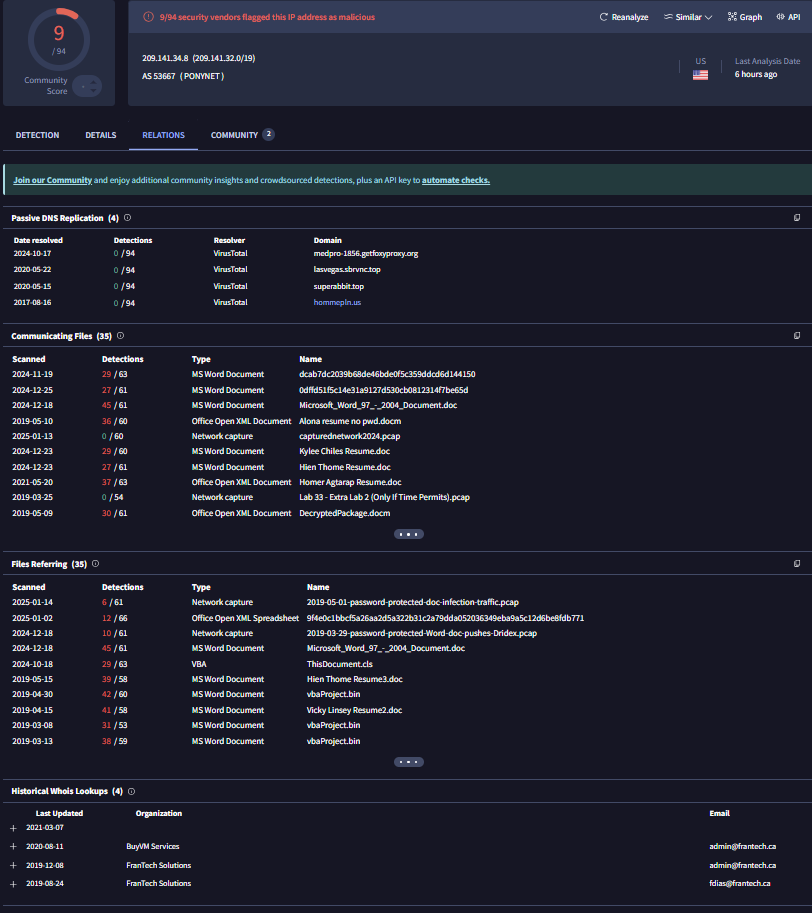 9
/ 94
Community
Score
9/94 security vendors flagged this IP address as malicious
Reanalyze Similar Graph API
209.141.34.8 (209.141.32.0/19)
AS 53667 ( PONYNET )
US
Last Analysis Date
6 hours ago
DETECTION DETAILS RELATIONS COMMUNITY 2
Join our Community and enjoy additional community insights and crowdsourced detections, plus an API key to automate checks.
Passive DNS Replication (4)
Date resolved Detections Resolver Domain
2024-10-17 0 / 94 VirusTotal medpro-1856.getfoxyproxy.org
2020-05-22 0 / 94 VirusTotal lasvegas.sbrvnc.top
2020-05-15 0 / 94 VirusTotal superabbit.top
2017-08-16 0 / 94 VirusTotal hommepin.us
Communicating Files (35)
Scanned Detections Type Name
2024-11-19 29 / 63 MS Word Document dcab7dc2039b68de46bde0f5c359ddcd6d144150
2024-12-25 27 / 61 MS Word Document 0dffd51f5c14e31a9127d530cb0812314f7be65d
2024-12-18 45 / 61 MS Word Document Microsoft_Word_97_-_2004_Document.doc
2019-05-10 36 / 60 Office Open XML Document Alona resume no pwd.docm
2025-01-13 0 / 60 Network capture capturednetwork2024.pcap
2024-12-23 29 / 60 MS Word Document Kylee Chiles Resume.doc
2024-12-23 27 / 61 MS Word Document Hien Thome Resume.doc
2021-05-20 37 / 63 Office Open XML Document Homer Agtarap Resume.docm
2019-03-25 0 / 54 Network capture Lab 33 - Extra Lab 2 (Only If Time Permits).pcap
2019-05-09 30 / 61 Office Open XML Document DecryptedPackage.docm
Files Referring (35)
Scanned Detections Type Name
2025-01-14 6 / 61 Network capture 2019-05-01-password-protected-doc-infection-traffic.pcap
2025-01-02 12 / 66 Office Open XML Spreadsheet 9f4e0c1bbcf5a26aa2d5a322b31c2a79dda052036349eba9a5c12d6be8fdb771
2024-12-18 10 / 61 Network capture 2019-03-29-password-protected-Word-doc-pushes-Dridex.pcap
2024-12-18 45 / 61 MS Word Document Microsoft_Word_97_-_2004_Document.doc
2024-10-18 29 / 63 VBA ThisDocument.cls
2019-05-15 39 / 58 MS Word Document Hien Thome Resume3.doc
2019-04-30 42 / 60 MS Word Document vbaProject.bin
2019-04-15 41 / 58 MS Word Document Vicky Linsey Resume2.doc
2019-03-08 31 / 53 MS Word Document vbaProject.bin
2019-03-13 38 / 59 MS Word Document vbaProject.bin
Historical Whois Lookups (4)
Last Updated Organization Email
+ 2021-03-07
+ 2020-08-11 BuyVM Services admin@frantech.ca
+ 2019-12-08 FranTech Solutions admin@frantech.ca
+ 2019-08-24 FranTech Solutions fdias@frantech.ca